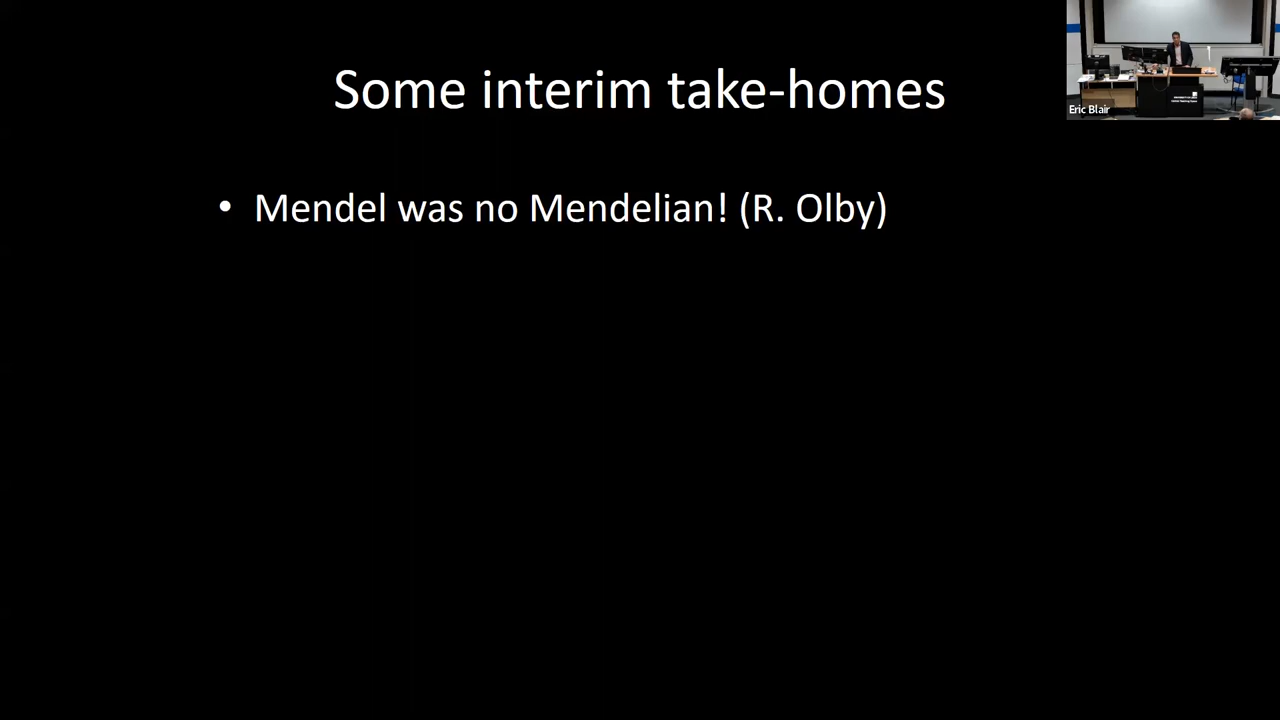 Some interim take-homes
Eric Blair
• Mendel was no Mendelian! (R. Olby)